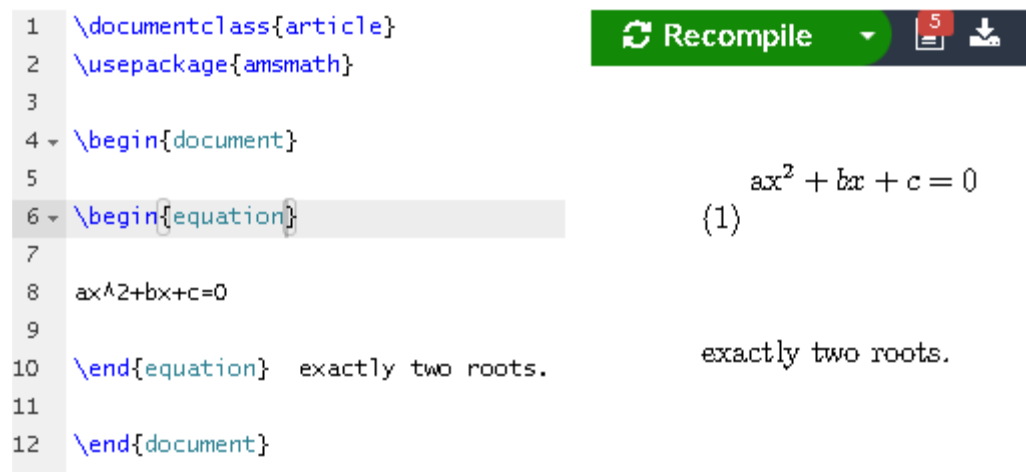 1 \documentclass{article}
2 \usepackage{amsmath}
3
4 \begin{document}
5
6 \begin{equation}
7
8 ax^2+bx+c=0
9
10 \end{equation}  exactly two roots.
11
12 \end{document}
Recompile 5
ax² + bx + c = 0
(1)
exactly two roots.